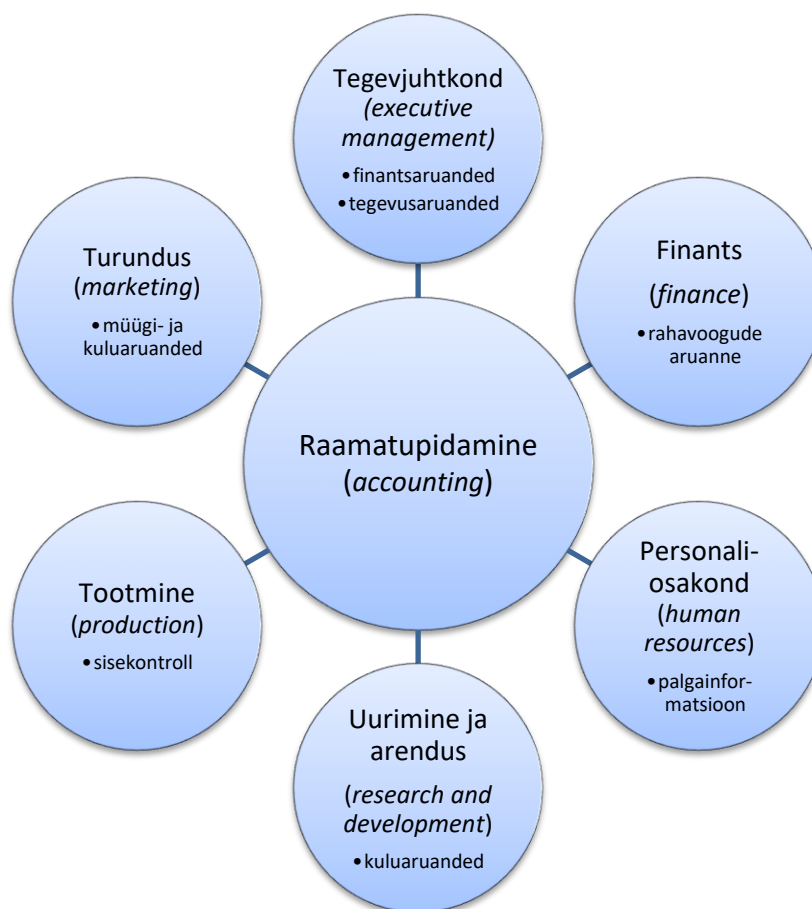 Tegevjuhtkond
(executive
management)
• finantsaruanded
• tegevusaruanded
Turundus
(marketing)
• müügi- ja
kuluaruanded
Finants
(finance)
• rahavoogude
aruanne
Raamatupidamine
(accounting)
Tootmine
(production)
• sisekontroll
Personali-
osakond
(human
resources)
• palgainfor-
matsioon
Uurimine ja
arendus
(research and
development)
• kuluaruanded